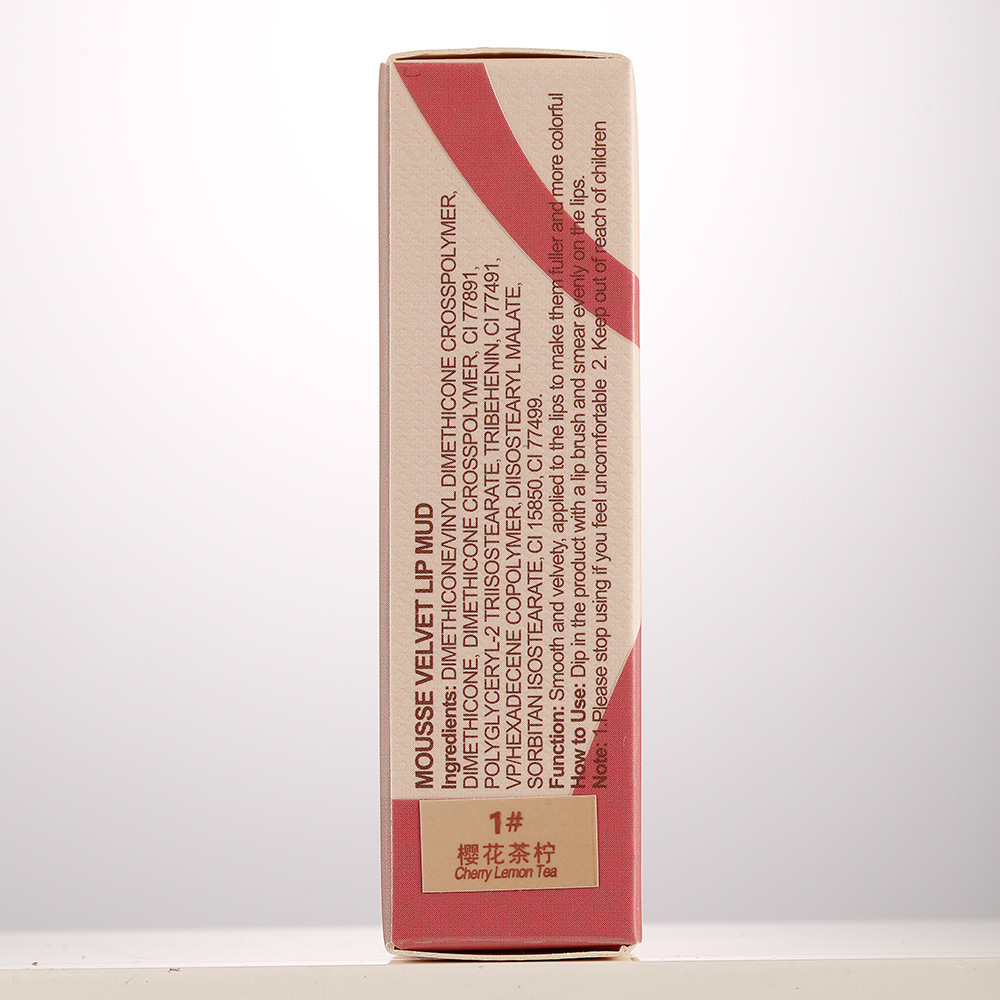 MOUSSE VELVET LIP MUD
Ingredients: DIMETHICONE/VINYL DIMETHICONE CROSSPOLYMER,
DIMETHICONE, DIMETHICONE CROSSPOLYMER, CI 77891,
POLYGLYCERYL-2 TRIISOSTEARATE, TRIBEHENIN, CI 77491,
VP/HEXADECENE COPOLYMER, DIISOSTEARYL MALATE,
SORBITAN ISOSTEARATE, CI 15850, CI 77499.
Function: Smooth and velvety, applied to the lips to make them fuller and more colorful
How to Use: Dip in the product with a lip brush and smear evenly on the lips.
Note: 1.Please stop using if you feel uncomfortable 2. Keep out of reach of children
1#
樱花茶柠
Cherry Lemon Tea